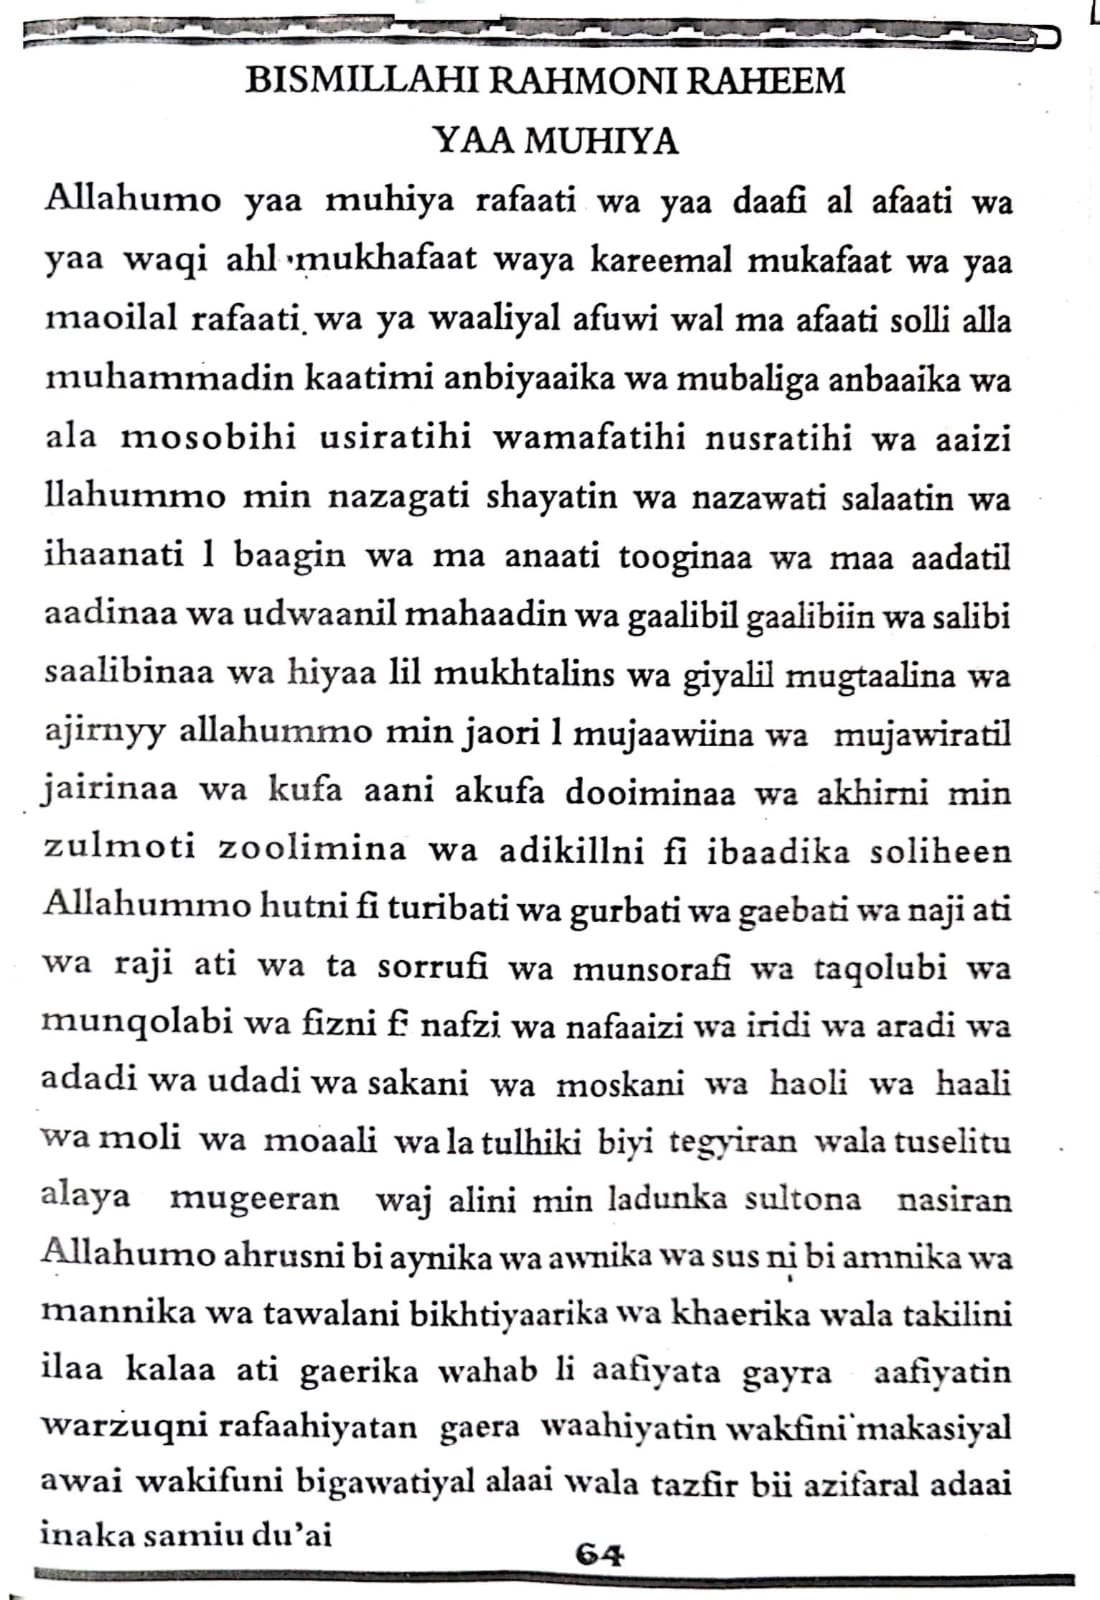 BISMILLAHI RAHMONI RAHEEM
YAA MUHIYA
Allahumo yaa muhiya rafaati wa yaa daafi al afaati wa
yaa waqi ahl 'mukhafaat waya kareemal mukafaat wa yaa
maoilal rafaati. wa ya waaliyal afuwi wal ma afaati solli alla
muhammadin kaatimi anbiyaaika wa mubaliga anbaaika wa
ala mosobihi usiratihi wamafatihi nusratihi wa aaizi
llahummo min nazagati shayatin wa nazawati salaatin wa
ihaanati l baagin wa ma anaati tooginaa wa maa aadatil
aadinaa wa udwaanil mahaadin wa gaalibil gaalibiin wa salibi
saalibinaa wa hiyaa lil mukhtalins wa giyalil mugtaalina wa
ajirnyy allahummo min jaori l mujaawiina wa mujawiratil
jairinaa wa kufa aani akufa dooiminaa wa akhirni min
zulmoti zoolimina wa adikillni fi ibaadika soliheen
Allahummo hutni fi turibati wa gurbati wa gaebati wa naji ati
wa raji ati wa ta sorrufi wa munsorafi wa taqolubi wa
munqolabi wa fizni fi nafzi wa nafaaizi wa iridi wa aradi wa
adadi wa udadi wa sakani wa moskani wa haoli wa haali
wa moli wa moaali wa la tulhiki biyi tegyiran wala tuselitu
alaya mugeeran waj alini min ladunka sultona nasiran
Allahumo ahrusni bi aynika wa awnika wa sus ni bi amnika wa
mannika wa tawalani bikhtiyaarika wa khaerika wala takilini
ilaa kalaa ati gaerika wahab li aafiyata gayra aafiyatin
warzuqni rafaahiyatan gaera waahiyatin wakfini makasiyal
awai wakifuni bigawatiyal alaai wala tazfir bii azifaral adaai
inaka samiu du'ai
64